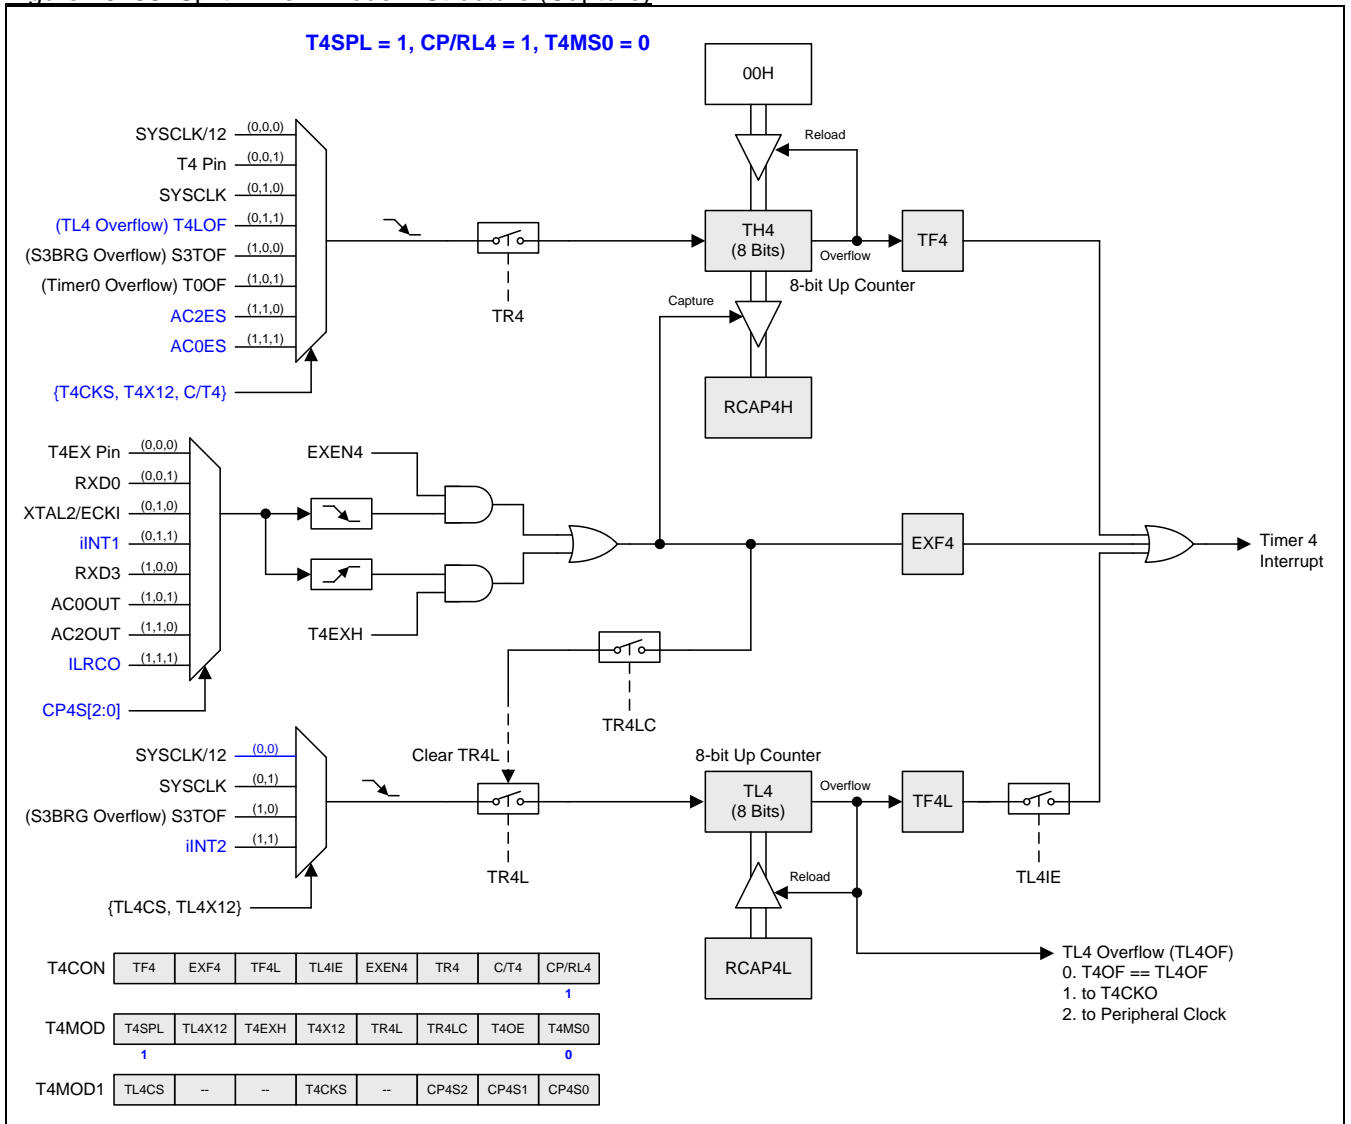 T4SPL = 1, CP/RL4 = 1, T4MS0 = 0
00H
Reload
SYSCLK/12 (0,0,0)
T4 Pin (0,0,1)
SYSCLK (0,1,0)
(TL4 Overflow) T4LOF (0,1,1)
(S3BRG Overflow) S3TOF (1,0,0)
(Timer0 Overflow) T0OF (1,0,1)
AC2ES (1,1,0)
AC0ES (1,1,1)
{T4CKS, T4X12, C/T4}
TR4
TH4
(8 Bits)
Overflow
TF4
8-bit Up Counter
Capture
RCAP4H
T4EX Pin (0,0,0)
RXD0 (0,0,1)
XTAL2/ECKI (0,1,0)
iINT1 (0,1,1)
RXD3 (1,0,0)
AC0OUT (1,0,1)
AC2OUT (1,1,0)
ILRCO (1,1,1)
CP4S[2:0]
EXEN4
T4EXH
EXF4
Timer 4
Interrupt
TR4LC
Clear TR4L
SYSCLK/12 (0,0)
SYSCLK (0,1)
(S3BRG Overflow) S3TOF (1,0)
iINT2 (1,1)
{TL4CS, TL4X12}
TR4L
8-bit Up Counter
TL4
(8 Bits)
Overflow
TF4L
TL4IE
Reload
RCAP4L
TL4 Overflow (TL4OF)
0. T4OF == TL4OF
1. to T4CKO
2. to Peripheral Clock
T4CON TF4 EXF4 TF4L TL4IE EXEN4 TR4 C/T4 CP/RL4
1
T4MOD T4SPL TL4X12 T4EXH T4X12 TR4L TR4LC T4OE T4MS0
1 0
T4MOD1 TL4CS -- -- T4CKS -- CP4S2 CP4S1 CP4S0